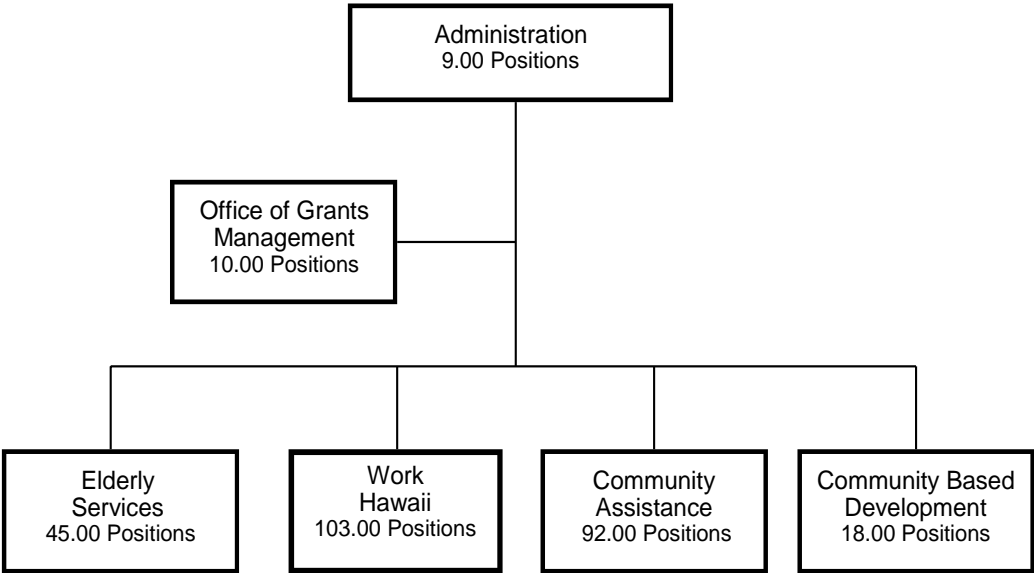 Administration
9.00 Positions
Office of Grants
Management
10.00 Positions
Elderly
Services
45.00 Positions
Work
Hawaii
103.00 Positions
Community
Assistance
92.00 Positions
Community Based
Development
18.00 Positions